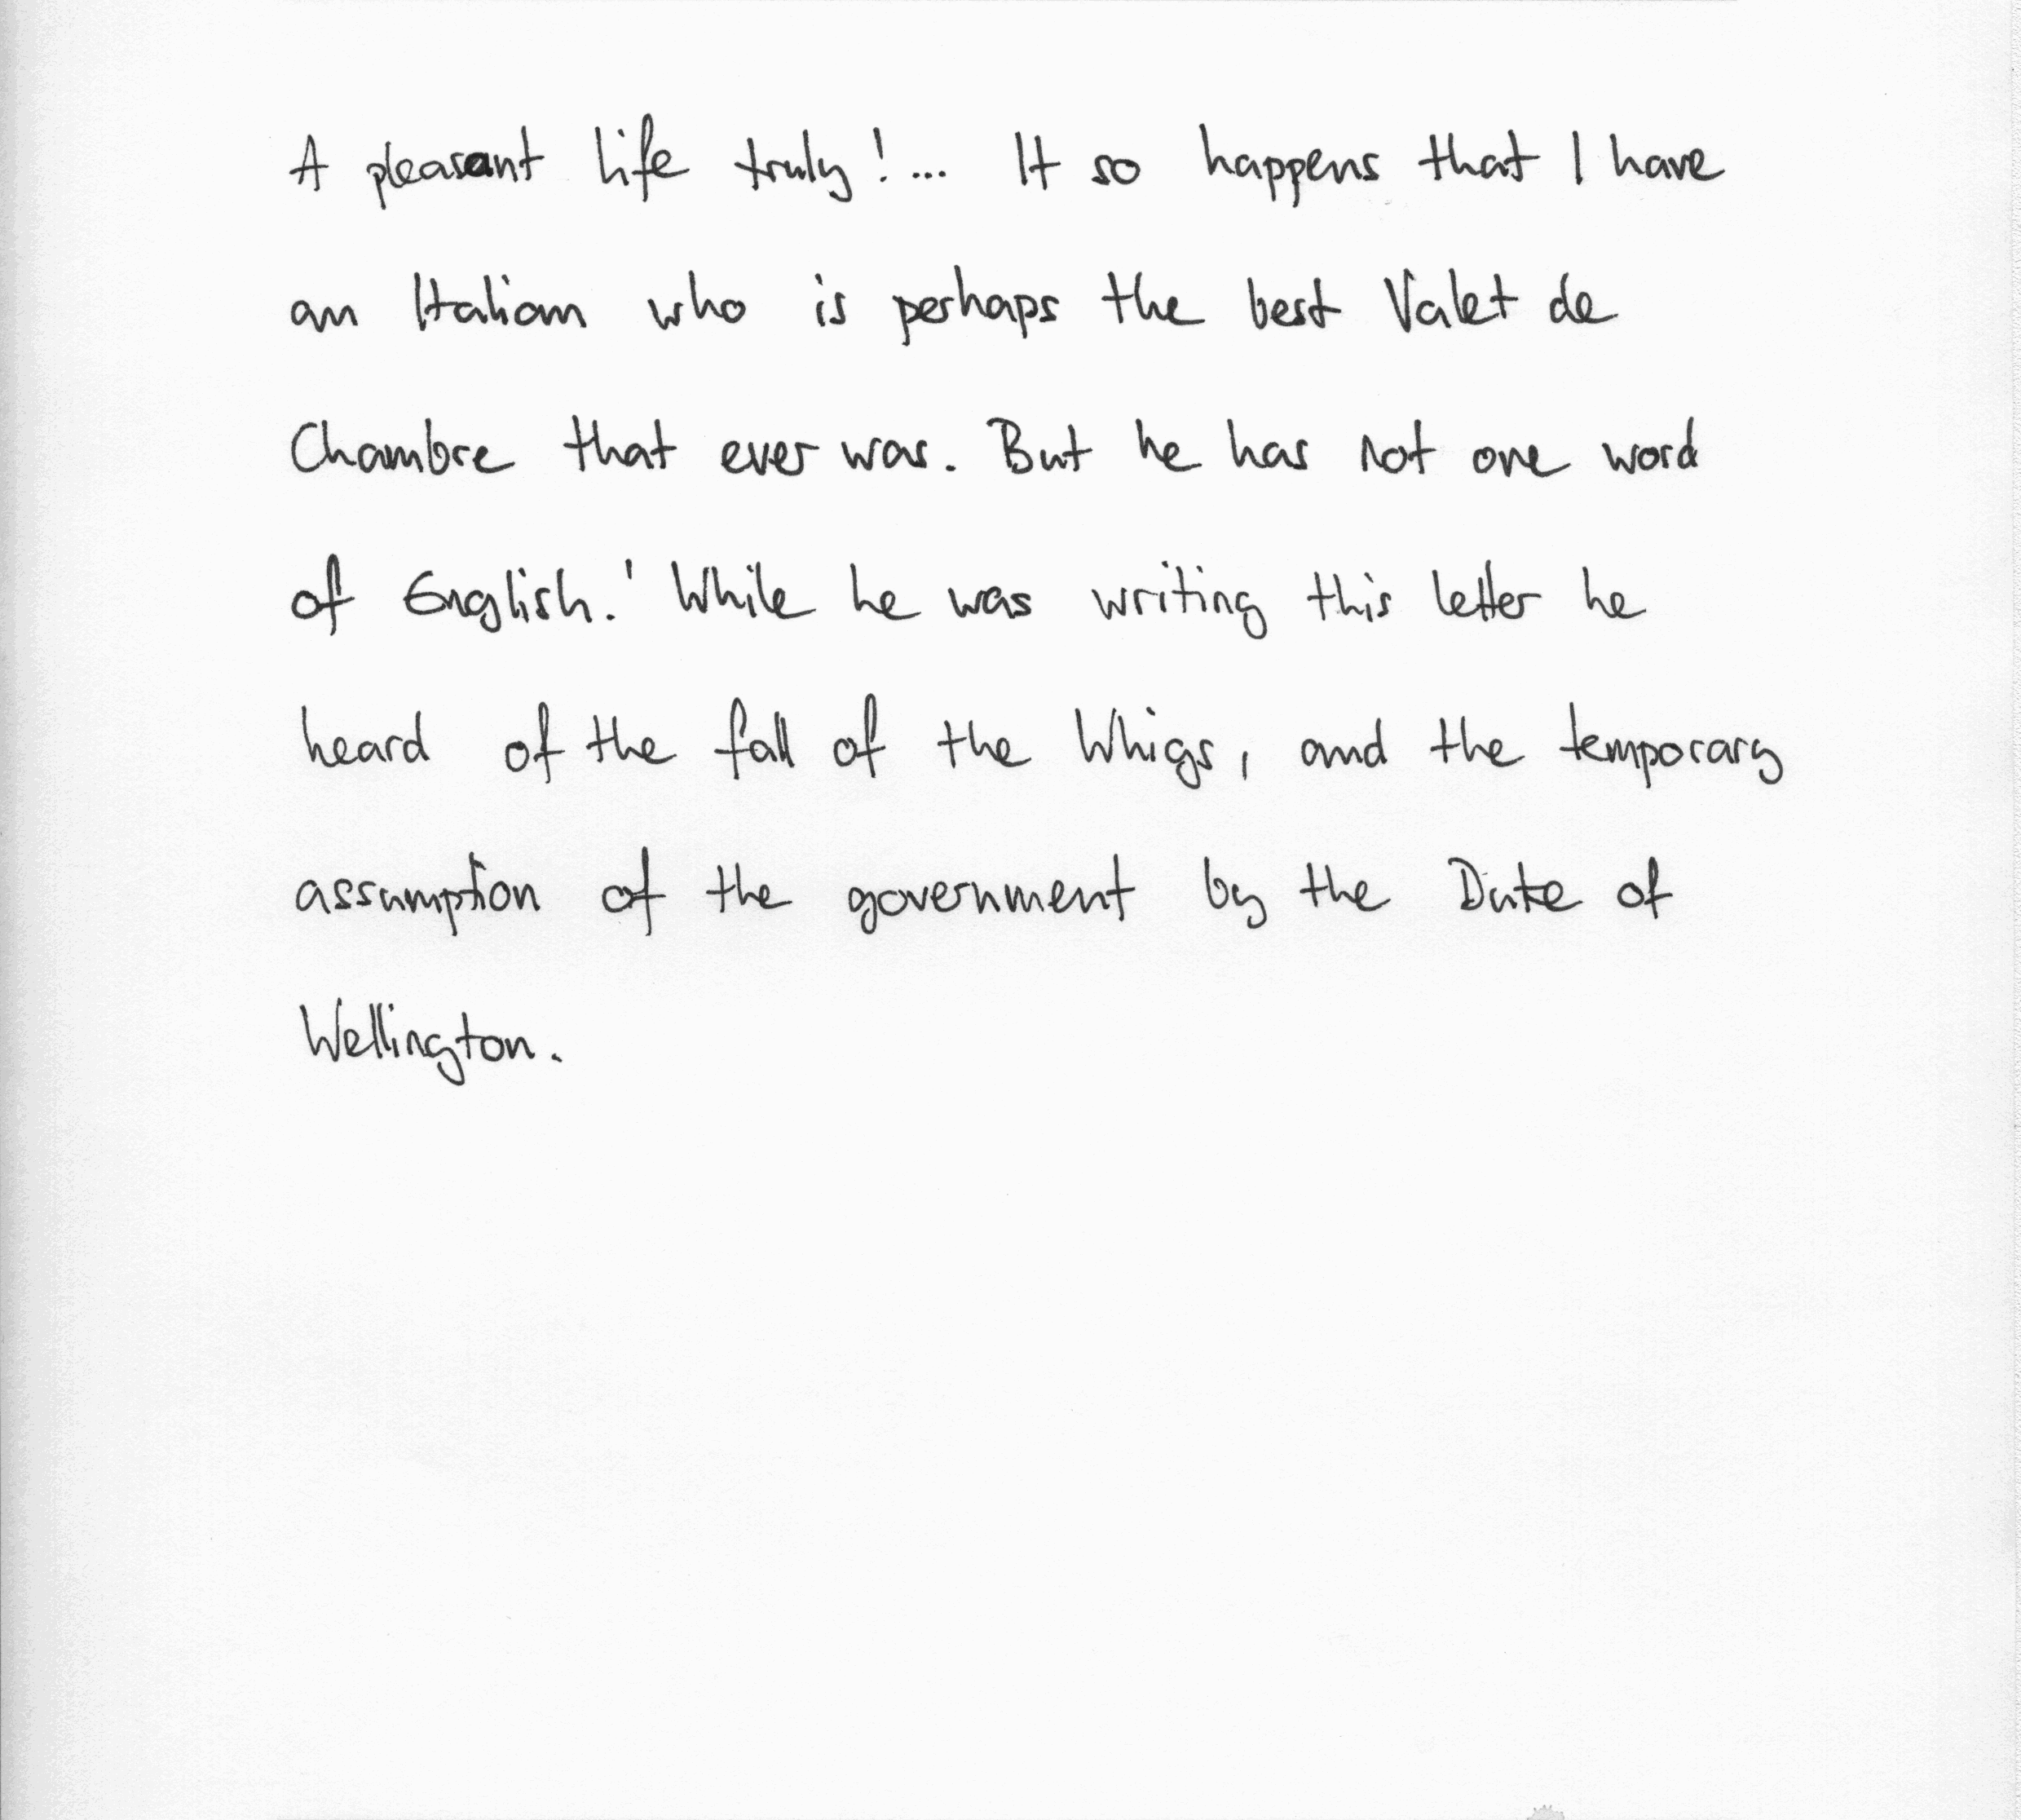 A pleasant life truly!... It so happens that I have
an Italian who is perhaps the best Valet de
Chambre that ever was. But he has not one word
of English.' While he was writing this letter he
heard of the fall of the Whigs, and the temporary
assumption of the government by the Duke of
Wellington.